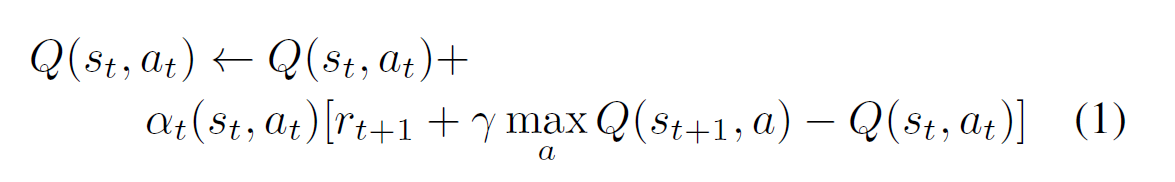 Q(s_t, a_t) ← Q(s_t, a_t)+
α_t(s_t, a_t)[r_{t+1} + γ max_a Q(s_{t+1}, a) − Q(s_t, a_t)] (1)